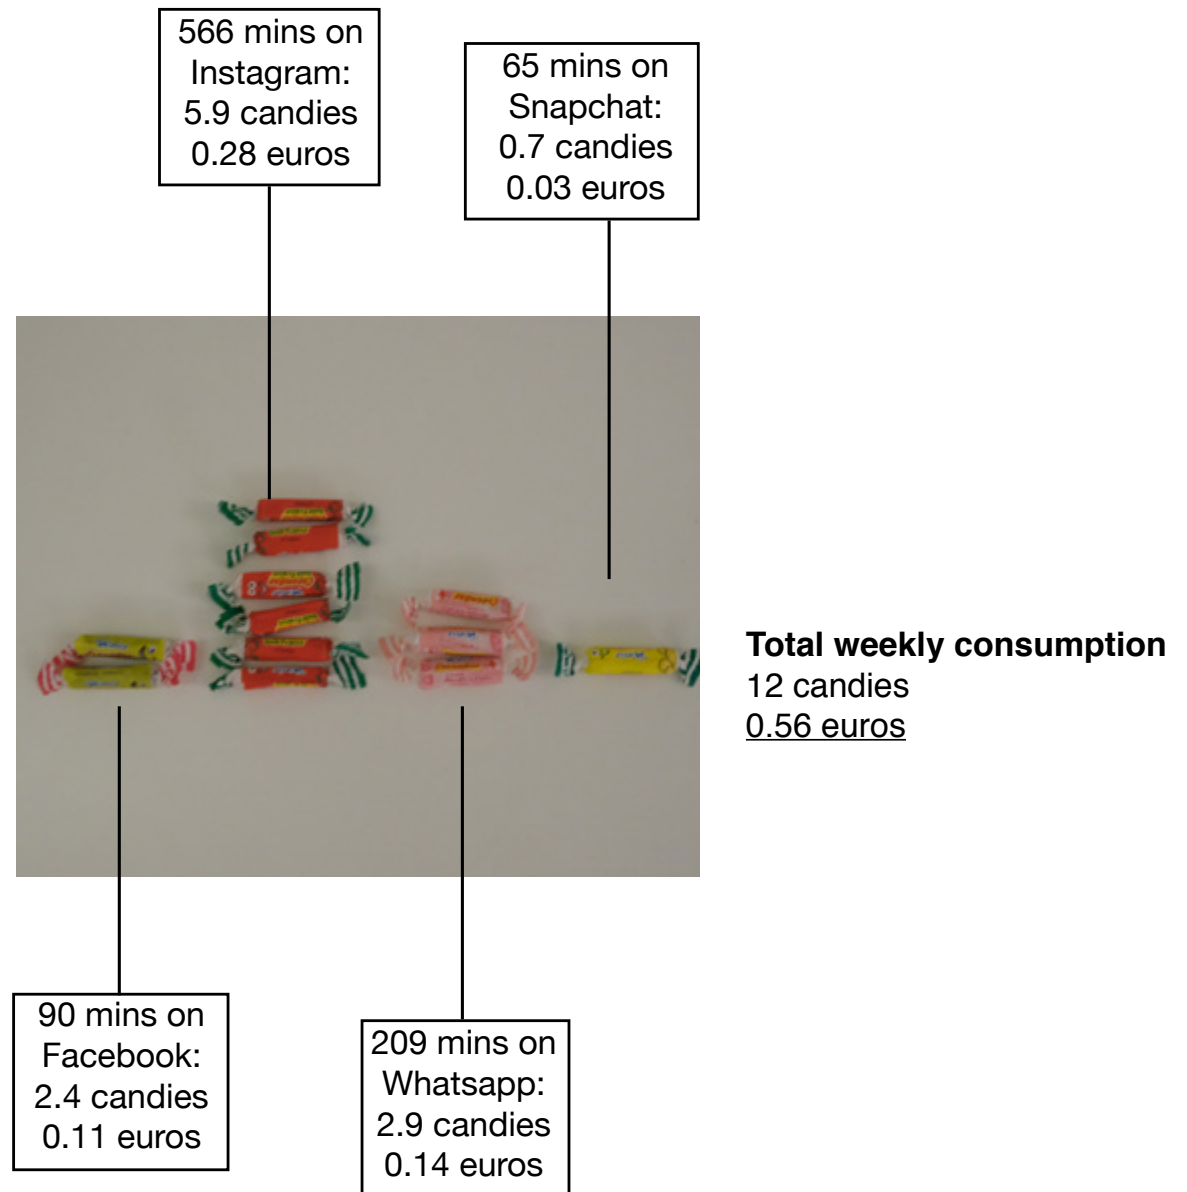 566 mins on
Instagram:
5.9 candies
0.28 euros
65 mins on
Snapchat:
0.7 candies
0.03 euros
Total weekly consumption
12 candies
0.56 euros
90 mins on
Facebook:
2.4 candies
0.11 euros
209 mins on
Whatsapp:
2.9 candies
0.14 euros